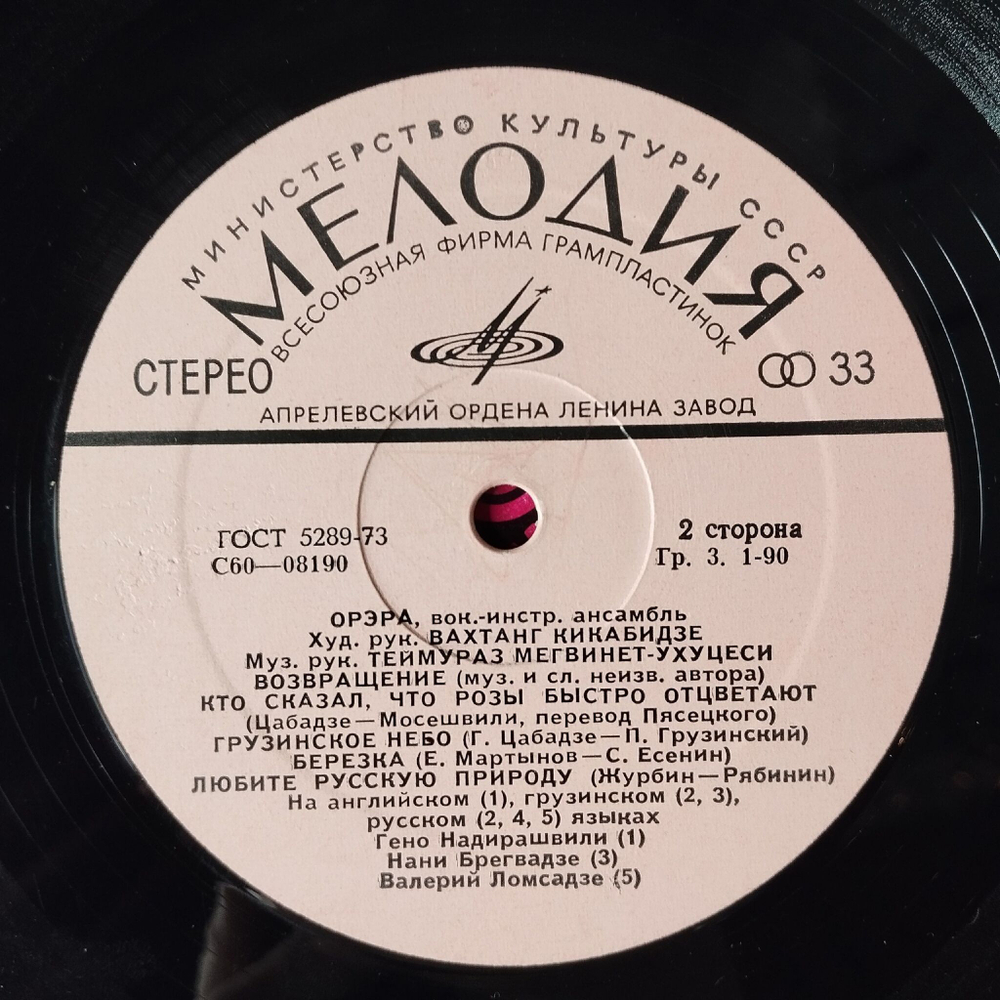 МИНИСТЕРСТВО КУЛЬТУРЫ СССР
МЕЛОДИЯ
ВСЕСОЮЗНАЯ ФИРМА ГРАМПЛАСТИНОК
СТЕРЕО
33
АПРЕЛЕВСКИЙ ОРДЕНА ЛЕНИНА ЗАВОД
ГОСТ 5289-73
С60—08190
2 сторона
Гр. 3. 1-90
ОРЭРА, вок.-инстр. ансамбль
Худ. рук. ВАХТАНГ КИКАБИДЗЕ
Муз. рук. ТЕЙМУРАЗ МЕГВИНЕТ-УХУЦЕСИ
ВОЗВРАЩЕНИЕ (муз. и сл. неизв. автора)
КТО СКАЗАЛ, ЧТО РОЗЫ БЫСТРО ОТЦВЕТАЮТ
(Цабадзе—Мосешвили, перевод Пясецкого)
ГРУЗИНСКОЕ НЕБО (Г. Цабадзе—П. Грузинский)
БЕРЕЗКА (Е. Мартынов—С. Есенин)
ЛЮБИТЕ РУССКУЮ ПРИРОДУ (Журбин—Рябинин)
На английском (1), грузинском (2, 3),
русском (2, 4, 5) языках
Гено Надирашвили (1)
Нани Брегвадзе (3)
Валерий Ломсадзе (5)